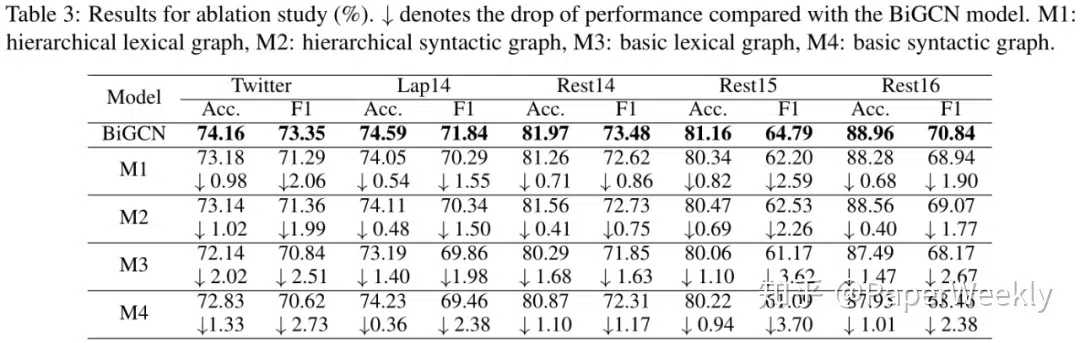 Table 3: Results for ablation study (%). ↓ denotes the drop of performance compared with the BiGCN model. M1:
hierarchical lexical graph, M2: hierarchical syntactic graph, M3: basic lexical graph, M4: basic syntactic graph.
Model Twitter Lap14 Rest14 Rest15 Rest16
Acc. F1 Acc. F1 Acc. F1 Acc. F1 Acc. F1
BiGCN 74.16 73.35 74.59 71.84 81.97 73.48 81.16 64.79 88.96 70.84
M1 73.18 71.29 74.05 70.29 81.26 72.62 80.34 62.20 88.28 68.94
↓ 0.98 ↓2.06 ↓ 0.54 ↓ 1.55 ↓ 0.71 ↓ 0.86 ↓0.82 ↓2.59 ↓ 0.68 ↓ 1.90
M2 73.14 71.36 74.11 70.34 81.56 72.73 80.47 62.53 88.56 69.07
↓ 1.02 ↓1.99 ↓ 0.48 ↓ 1.50 ↓ 0.41 ↓0.75 ↓0.69 ↓2.26 ↓ 0.40 ↓ 1.77
M3 72.14 70.84 73.19 69.86 80.29 71.85 80.06 61.17 87.49 68.17
↓ 2.02 ↓ 2.51 ↓ 1.40 ↓1.98 ↓ 1.68 ↓ 1.63 ↓ 1.10 ↓3.62 ↓ 1.47 ↓2.67
M4 72.83 70.62 74.23 69.46 80.87 72.31 80.22 61.09 87.95 68.46
↓1.33 ↓ 2.73 ↓0.36 ↓ 2.38 ↓ 1.10 ↓1.17 ↓ 0.94 ↓3.70 ↓ 1.01 ↓ 2.38
知乎 @PaperWeekly